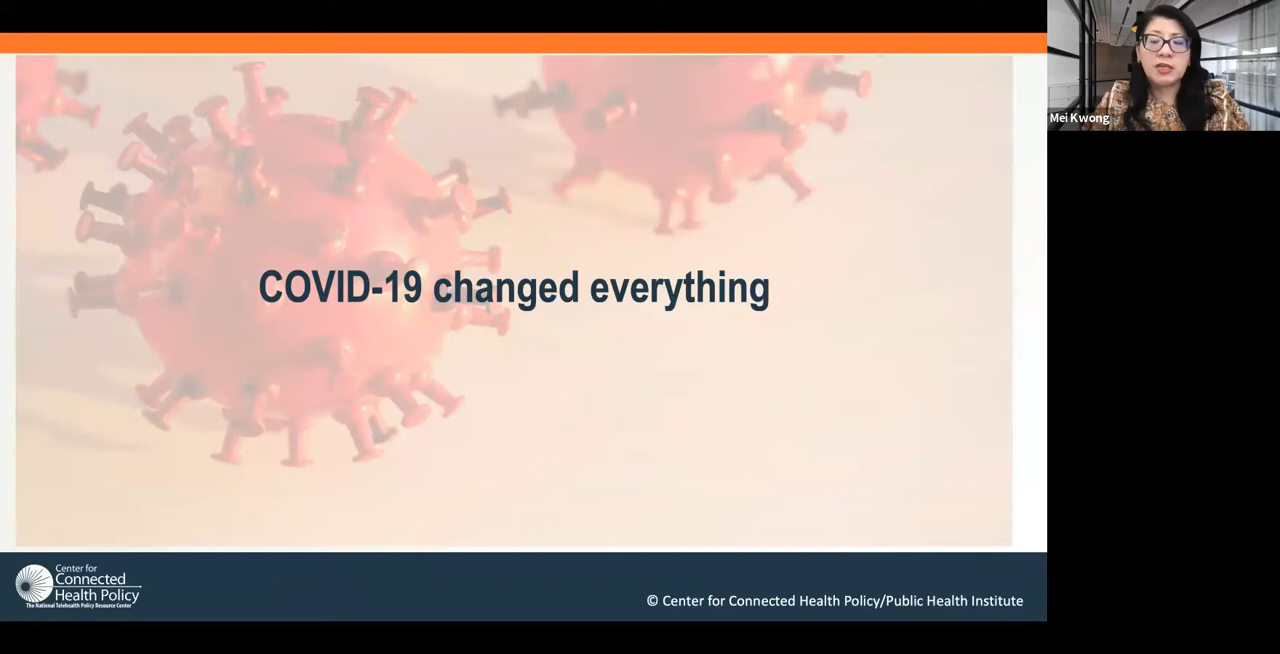 COVID-19 changed everything
Mei Kwong
Center for
Connected
Health Policy
The National Telehealth Policy Resource Center
© Center for Connected Health Policy/Public Health Institute